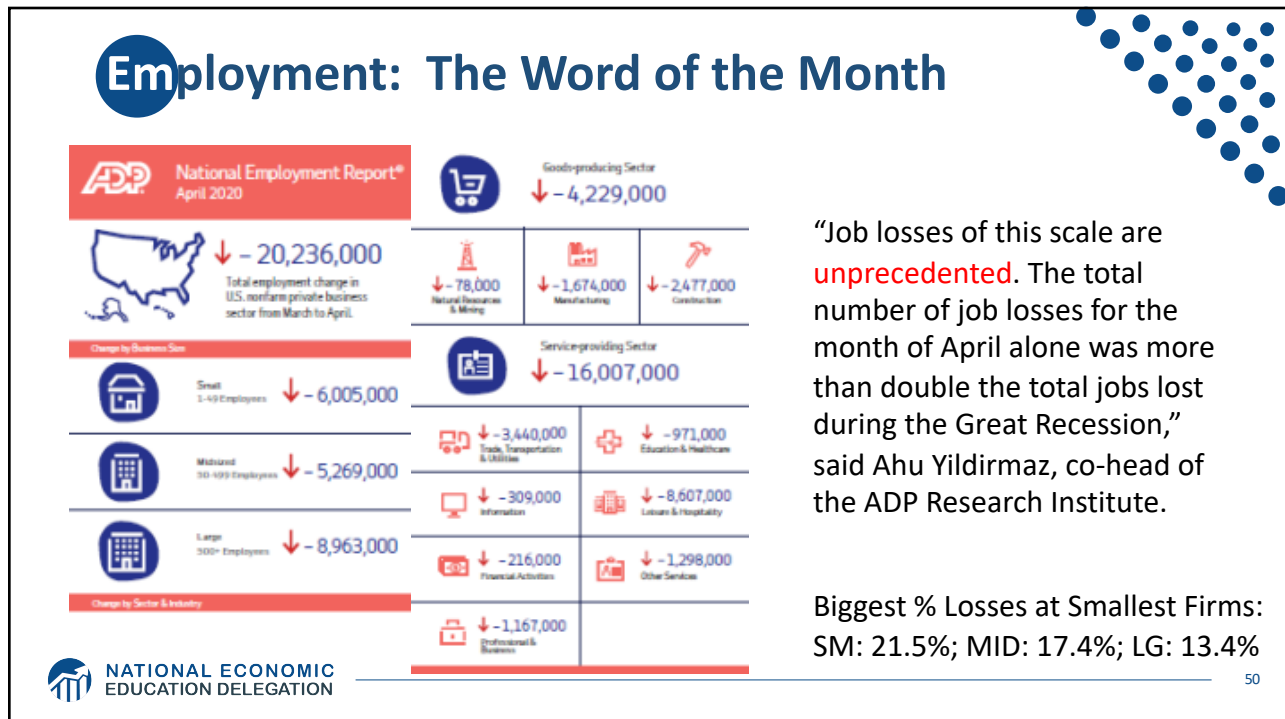 Employment: The Word of the Month
ADP
National Employment Report®
April 2020
– 20,236,000
Total employment change in
U.S. nonfarm private business
sector from March to April.
Change by Business Size
Small
1-49 Employees
– 6,005,000
Midsized
50-499 Employees
– 5,269,000
Large
500+ Employees
– 8,963,000
Change by Sector & Industry
Goods-producing Sector
– 4,229,000
–78,000
Natural Resources
& Mining
–1,674,000
Manufacturing
–2,477,000
Construction
Service-providing Sector
– 16,007,000
–3,440,000
Trade, Transportation
& Utilities
–971,000
Education & Healthcare
–309,000
Information
–8,607,000
Leisure & Hospitality
–216,000
Financial Activities
–1,298,000
Other Services
–1,167,000
Professional &
Business
“Job losses of this scale are
unprecedented. The total
number of job losses for the
month of April alone was more
than double the total jobs lost
during the Great Recession,”
said Ahu Yildirmaz, co-head of
the ADP Research Institute.
Biggest % Losses at Smallest Firms:
SM: 21.5%; MID: 17.4%; LG: 13.4%
NATIONAL ECONOMIC
EDUCATION DELEGATION
50